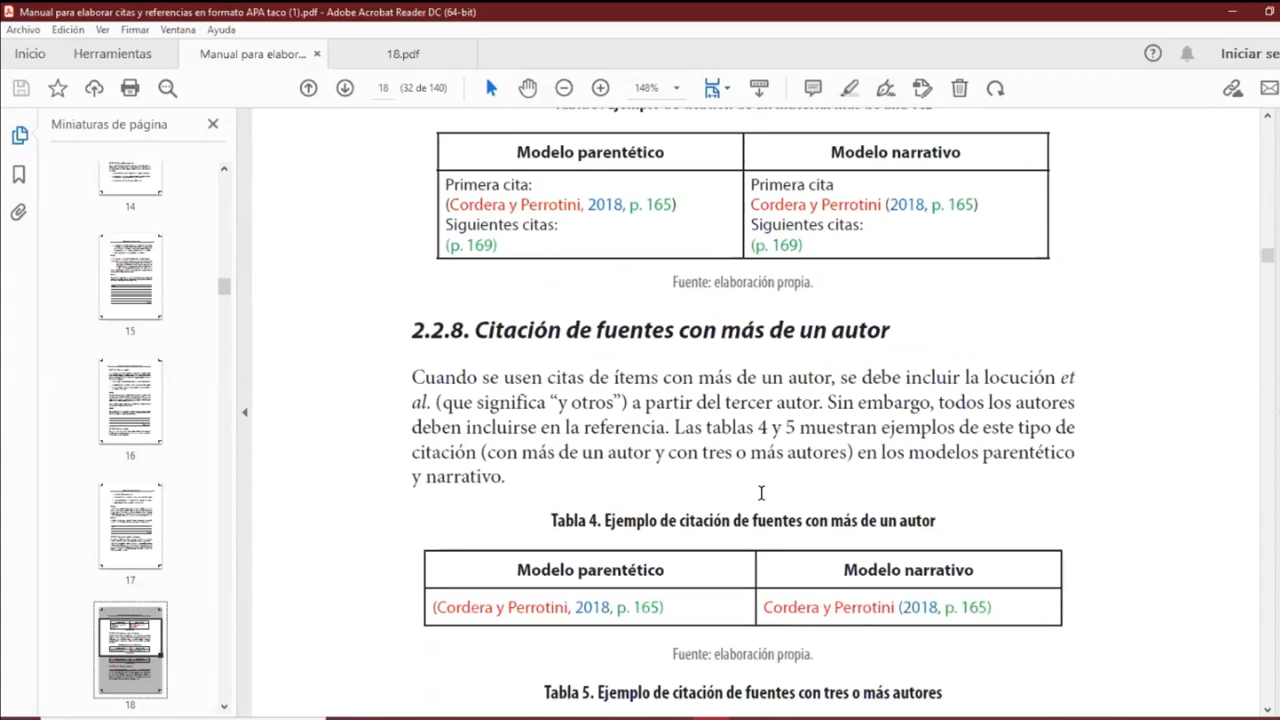 Manual para elaborar citas y referencias en formato APA taco (1).pdf - Adobe Acrobat Reader DC (64-bit)
Archivo Edición Ver Firmar Ventana Ayuda
Inicio Herramientas Manual para elabor... × 18.pdf Iniciar se
18 (32 de 140) 148%
Miniaturas de página
14
15
16
17
18
Modelo parentético Modelo narrativo
Primera cita: Primera cita
(Cordera y Perrotini, 2018, p. 165) Cordera y Perrotini (2018, p. 165)
Siguientes citas: Siguientes citas:
(p. 169) (p. 169)
Fuente: elaboración propia.
2.2.8. Citación de fuentes con más de un autor
Cuando se usen citas de ítems con más de un autor, se debe incluir la locución et
al. (que significa “y otros”) a partir del tercer autor. Sin embargo, todos los autores
deben incluirse en la referencia. Las tablas 4 y 5 muestran ejemplos de este tipo de
citación (con más de un autor y con tres o más autores) en los modelos parentético
y narrativo.
Tabla 4. Ejemplo de citación de fuentes con más de un autor
Modelo parentético Modelo narrativo
(Cordera y Perrotini, 2018, p. 165) Cordera y Perrotini (2018, p. 165)
Fuente: elaboración propia.
Tabla 5. Ejemplo de citación de fuentes con tres o más autores